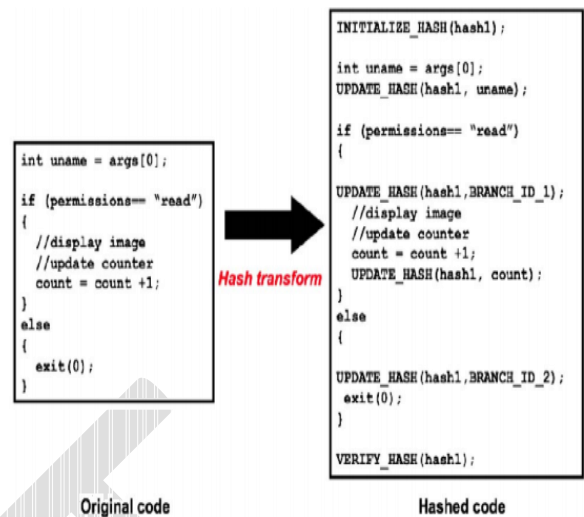 int uname = args[0];
if (permissions== "read")
{
//display image
//update counter
count = count +1;
}
else
{
exit(0);
}
Original code
Hash transform
INITIALIZE_HASH(hash1);
int uname = args[0];
UPDATE_HASH(hash1, uname);
if (permissions== "read")
{
UPDATE_HASH(hash1,BRANCH_ID_1);
//display image
//update counter
count = count +1;
UPDATE_HASH(hash1, count);
}
else
{
UPDATE_HASH(hash1,BRANCH_ID_2);
exit(0);
}
VERIFY_HASH(hash1);
Hashed code